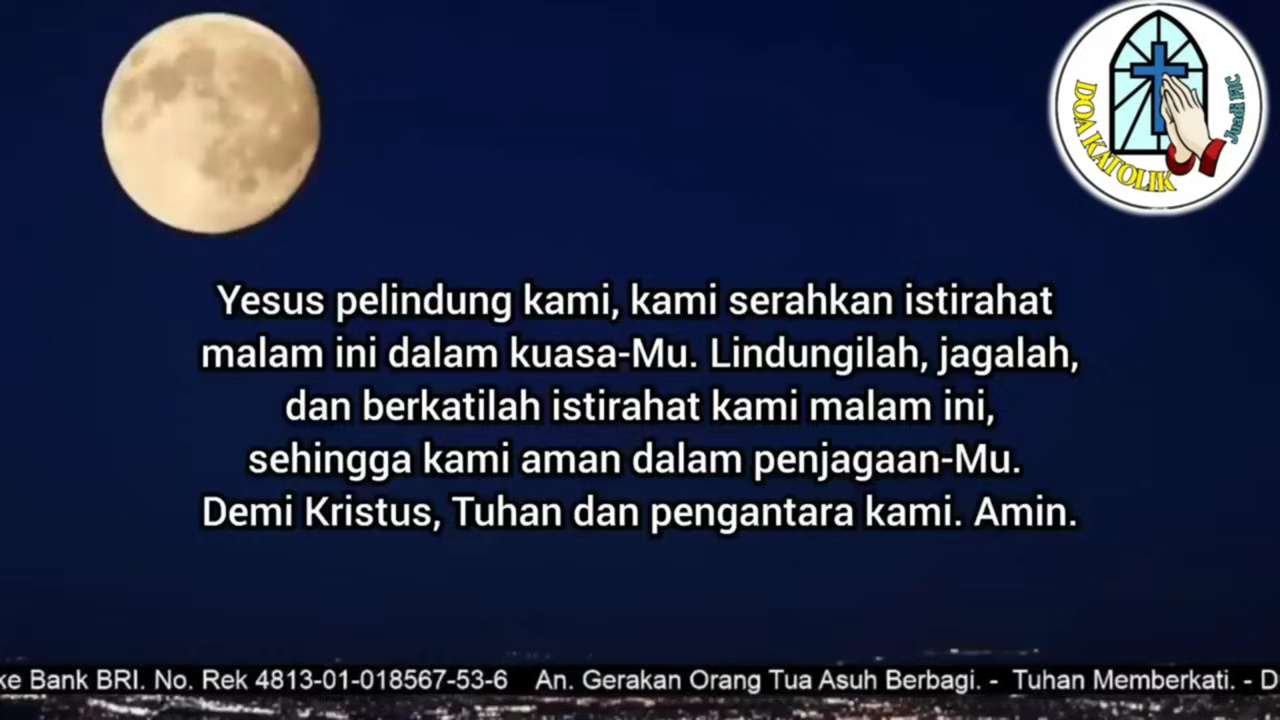 DOA KATOLIK
Yesus pelindung kami, kami serahkan istirahat
malam ini dalam kuasa-Mu. Lindungilah, jagalah,
dan berkatilah istirahat kami malam ini,
sehingga kami aman dalam penjagaan-Mu.
Demi Kristus, Tuhan dan pengantara kami. Amin.
ke Bank BRI. No. Rek 4813-01-018567-53-6 An. Gerakan Orang Tua Asuh Berbagi. - Tuhan Memberkati. - D